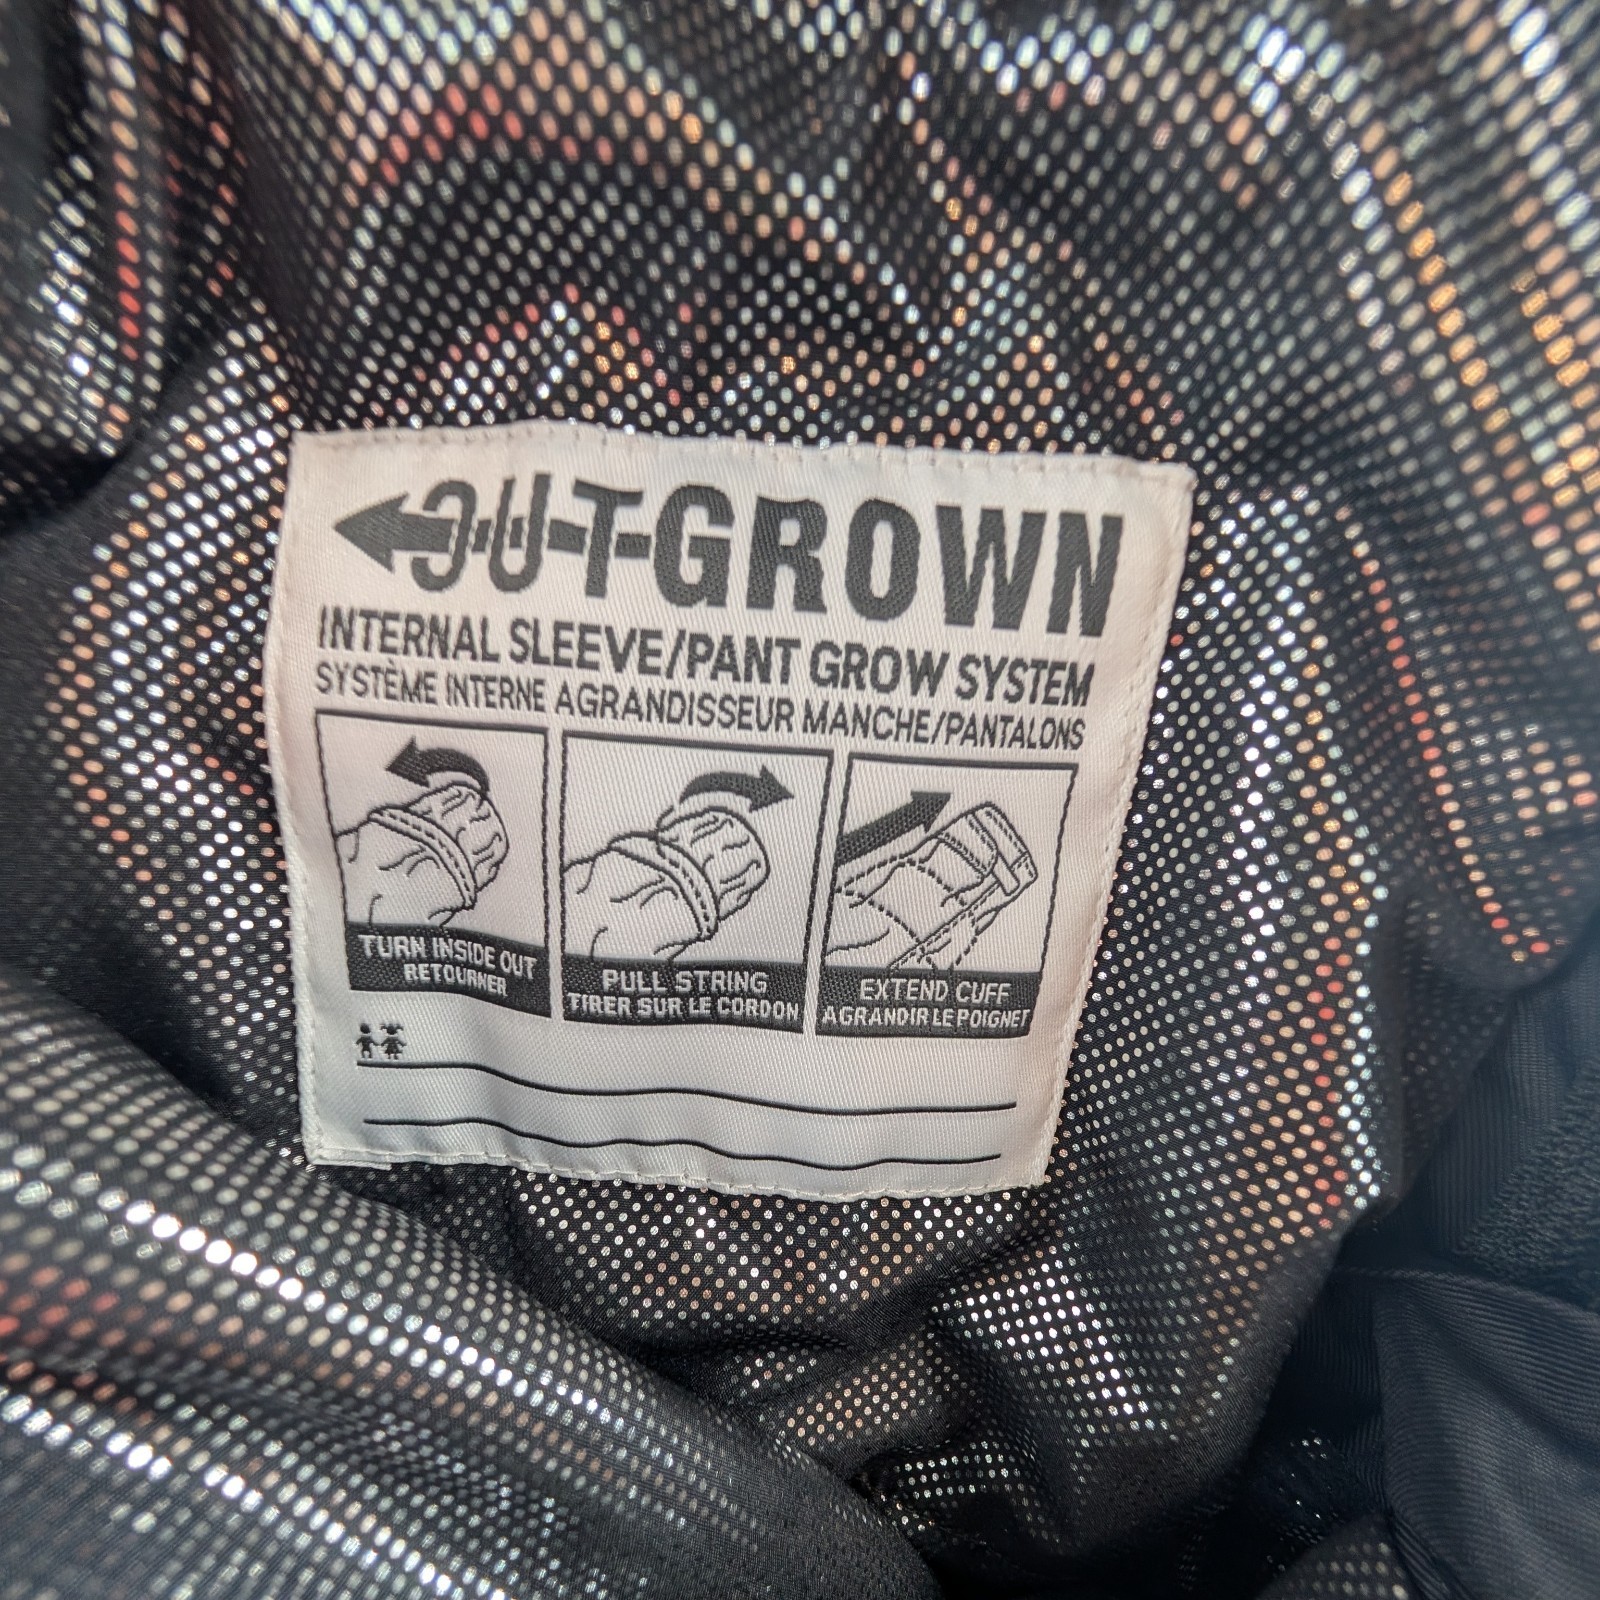 OUTGROWN
INTERNAL SLEEVE/PANT GROW SYSTEM
SYSTÈME INTERNE AGRANDISSEUR MANCHE/PANTALONS
TURN INSIDE OUT
RETOURNER
PULL STRING
TIRER SUR LE CORDON
EXTEND CUFF
AGRANDIR LE POIGNET